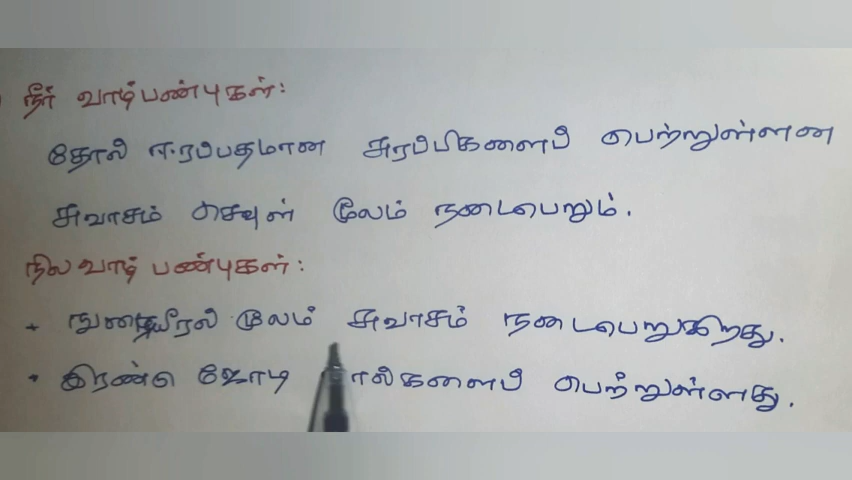 நீர் வாழ் பண்புகள்:
தோல் ஈரப்பதமான சுரப்பிகளைப் பெற்றுள்ளன
சுவாசம் செவுள் மூலம் நடைபெறும்.
நில வாழ் பண்புகள்:
நுரையீரல் மூலம் சுவாசம் நடைபெறுகிறது.
இரண்டு ஜோடி பெற்றுள்ளது.